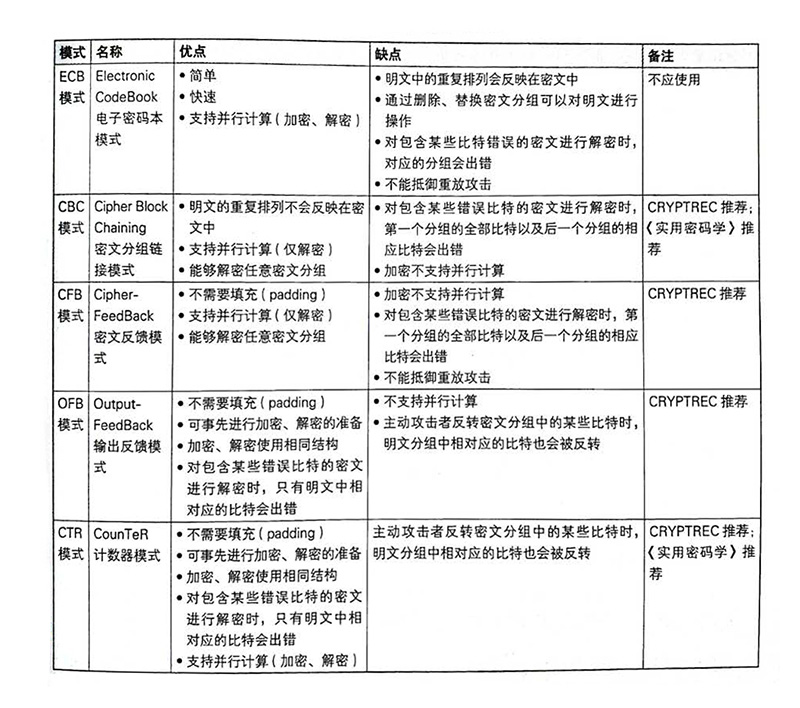 模式 名称 优点 缺点 备注
ECB
模式
Electronic
CodeBook
电子密码本
模式
• 简单
• 快速
• 支持并行计算（加密、解密）
• 明文中的重复排列会反映在密文中
• 通过删除、替换密文分组可以对明文进行
操作
• 对包含某些比特错误的密文进行解密时，
对应的分组会出错
• 不能抵御重放攻击
不应使用
CBC
模式
Cipher Block
Chaining
密文分组链
接模式
• 明文的重复排列不会反映在密
文中
• 支持并行计算（仅解密）
• 能够解密任意密文分组
• 对包含某些错误比特的密文进行解密时，
第一个分组的全部比特以及后一个分组的相
应比特会出错
• 加密不支持并行计算
CRYPTREC 推荐；
《实用密码学》推
荐
CFB
模式
Cipher-
FeedBack
密文反馈模
式
• 不需要填充（padding）
• 支持并行计算（仅解密）
• 能够解密任意密文分组
• 加密不支持并行计算
• 对包含某些错误比特的密文进行解密时，第
一个分组的全部比特以及后一个分组的相应
比特会出错
• 不能抵御重放攻击
CRYPTREC 推荐
OFB
模式
Output-
FeedBack
输出反馈模
式
• 不需要填充（padding）
• 可事先进行加密、解密的准备
• 加密、解密使用相同结构
• 对包含某些错误比特的密文
进行解密时，只有明文中相
对应的比特会出错
• 不支持并行计算
• 主动攻击者反转密文分组中的某些比特时，
明文分组中相对应的比特也会被反转
CRYPTREC 推荐
CTR
模式
CounTeR
计数器模式
• 不需要填充（padding）
• 可事先进行加密、解密的准备
• 加密、解密使用相同结构
• 对包含某些错误比特的密文
进行解密时，只有明文中相
对应的比特会出错
• 支持并行计算（加密、解密）
主动攻击者反转密文分组中的某些比特时，
明文分组中相对应的比特也会被反转
CRYPTREC 推荐；
《实用密码学》推
荐